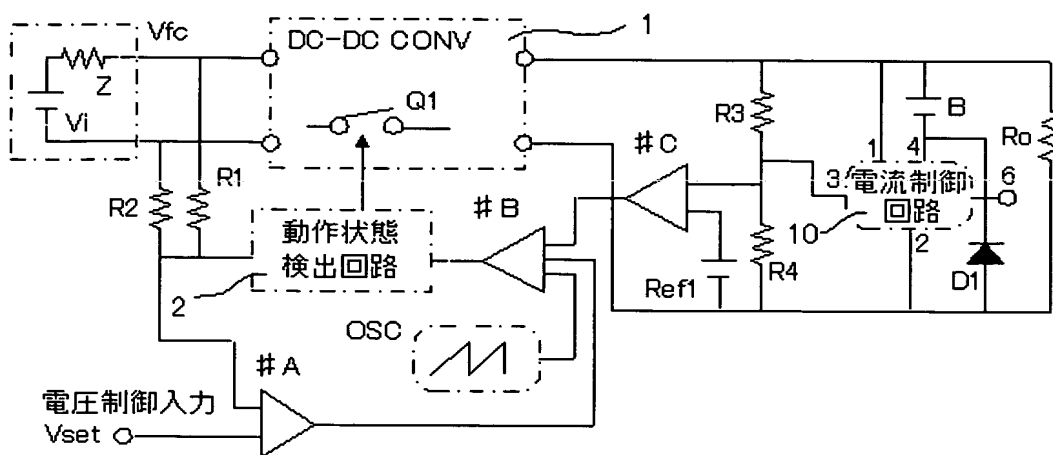 Vfc
DC-DC CONV
1
Z
Vi
Q1
R3
B
Ro
1
4
♯C
3
電流制御
回路
6
R2
R1
♯B
10
2
動作状態
検出回路
R4
D1
Ref1
2
OSC
♯A
電圧制御入力
Vset